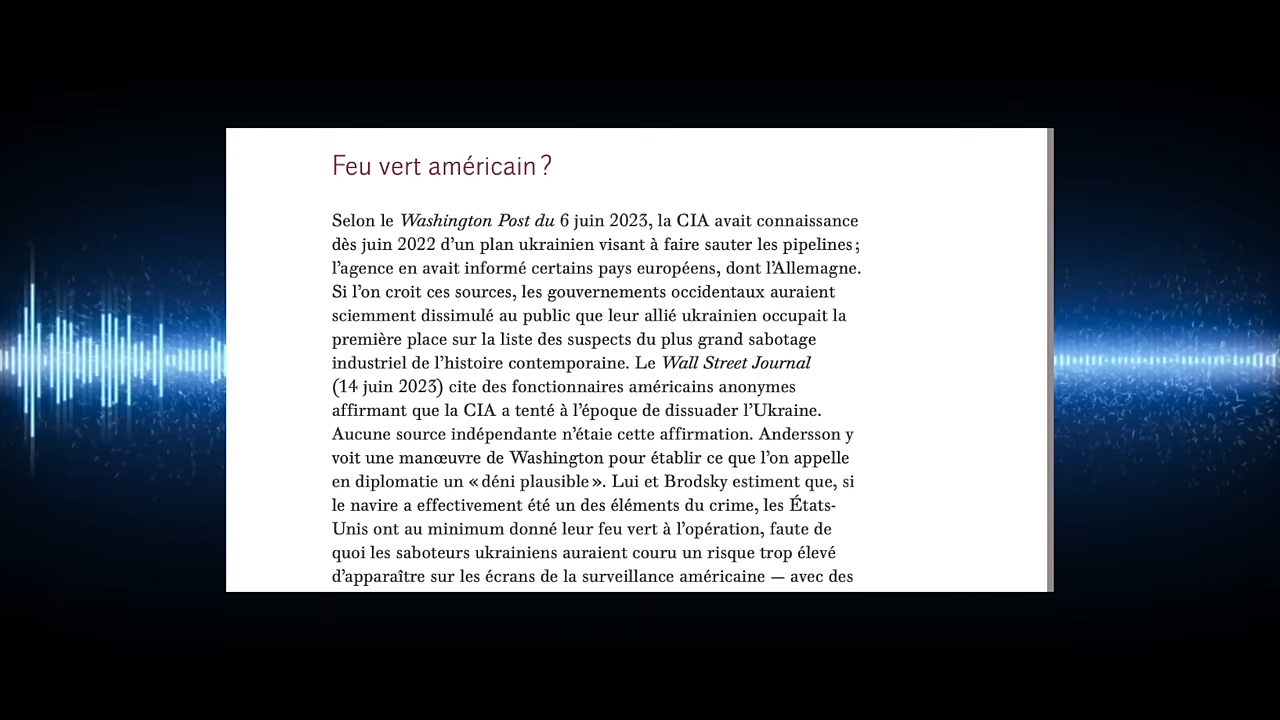 Feu vert américain ?
Selon le Washington Post du 6 juin 2023, la CIA avait connaissance
dès juin 2022 d’un plan ukrainien visant à faire sauter les pipelines ;
l’agence en avait informé certains pays européens, dont l’Allemagne.
Si l’on croit ces sources, les gouvernements occidentaux auraient
sciemment dissimulé au public que leur allié ukrainien occupait la
première place sur la liste des suspects du plus grand sabotage
industriel de l’histoire contemporaine. Le Wall Street Journal
(14 juin 2023) cite des fonctionnaires américains anonymes
affirmant que la CIA a tenté à l’époque de dissuader l’Ukraine.
Aucune source indépendante n’étaie cette affirmation. Andersson y
voit une manœuvre de Washington pour établir ce que l’on appelle
en diplomatie un « déni plausible ». Lui et Brodsky estiment que, si
le navire a effectivement été un des éléments du crime, les États-
Unis ont au minimum donné leur feu vert à l’opération, faute de
quoi les saboteurs ukrainiens auraient couru un risque trop élevé
d’apparaître sur les écrans de la surveillance américaine — avec des